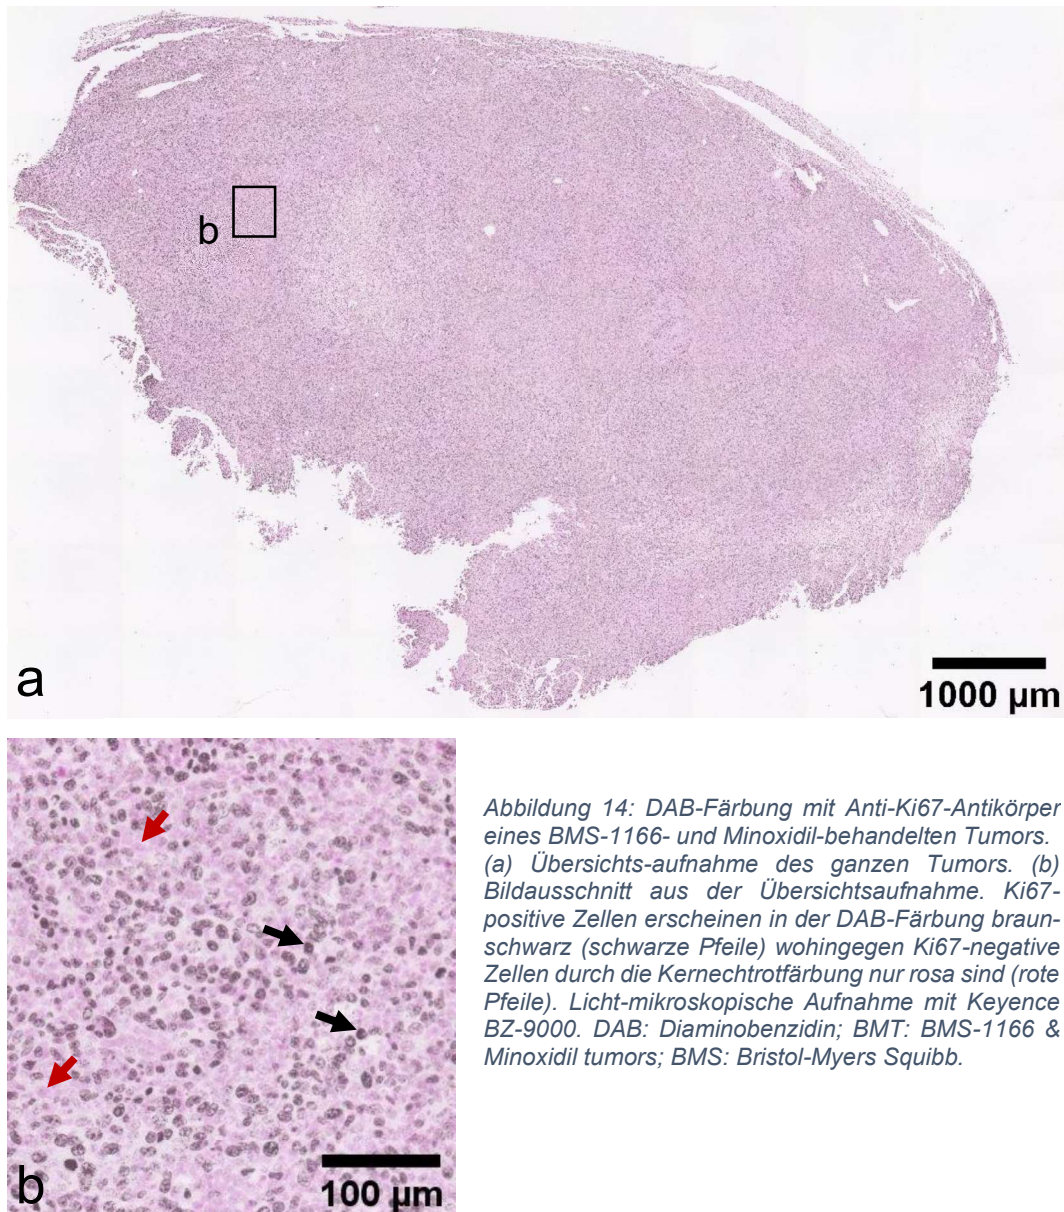 b
a
1000 µm
b
100 µm
Abbildung 14: DAB-Färbung mit Anti-Ki67-Antikörper
eines BMS-1166- und Minoxidil-behandelten Tumors.
(a) Übersichts-aufnahme des ganzen Tumors. (b)
Bildausschnitt aus der Übersichtsaufnahme. Ki67-
positive Zellen erscheinen in der DAB-Färbung braun-
schwarz (schwarze Pfeile) wohingegen Ki67-negative
Zellen durch die Kernechtrotfärbung nur rosa sind (rote
Pfeile). Licht-mikroskopische Aufnahme mit Keyence
BZ-9000. DAB: Diaminobenzidin; BMT: BMS-1166 &
Minoxidil tumors; BMS: Bristol-Myers Squibb.